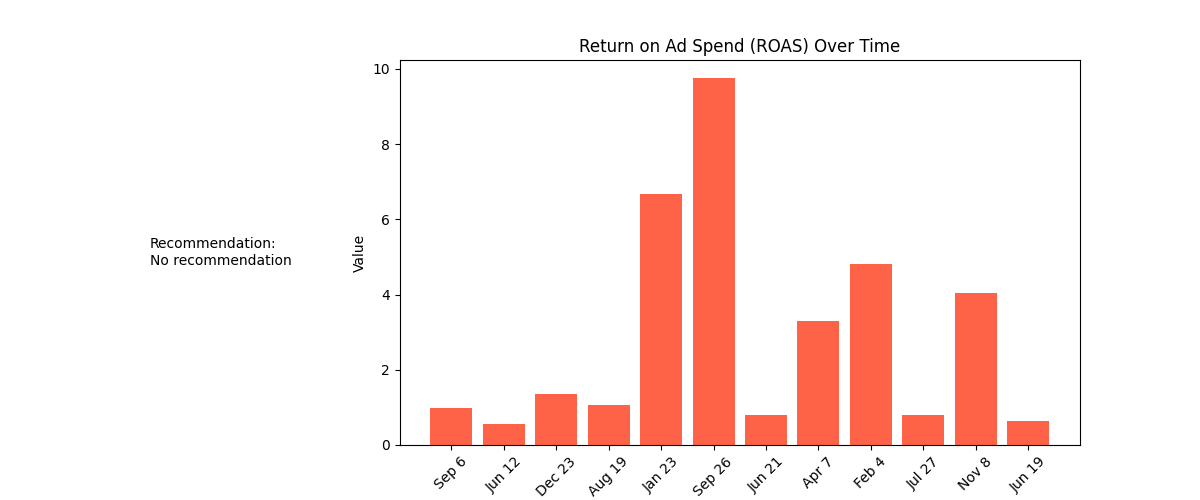 Return on Ad Spend (ROAS) Over Time
10
8
6
4
2
0
Value
Recommendation:
No recommendation
Sep 6
Jun 12
Dec 23
Aug 19
Jan 23
Sep 26
Jun 21
Apr 7
Feb 4
Jul 27
Nov 8
Jun 19